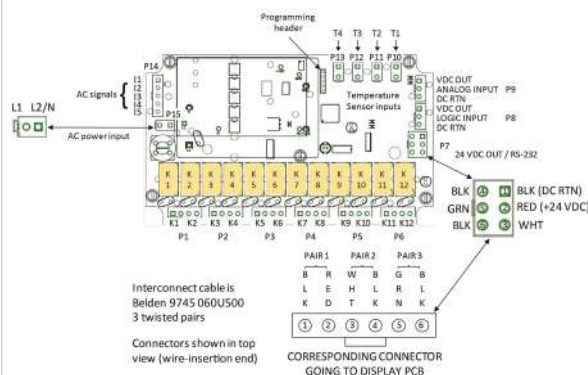 Programming
header
T4 T3 T2 T1
P13 P12 P11 P10
P14
I1
I2
I3
I4
I5
AC signals
P15
L1 L2/N
AC power input
Temperature
Sensor inputs
VDC OUT
ANALOG INPUT P9
DC RTN
VDC OUT
LOGIC INPUT P8
DC RTN
P7
24 VDC OUT / RS-232
K K K K K K K K K K K K
1 2 3 4 5 6 7 8 9 10 11 12
K1 K2 K3 K4 K5 K6 K7 K8 K9 K10 K11 K12
P1 P2 P3 P4 P5 P6
BLK 4 1 BLK (DC RTN)
GRN 5 2 RED (+24 VDC)
BLK 6 3 WHT
PAIR 1 PAIR 2 PAIR 3
B R W B G B
L E H L R L
K D T K N K
1 2 3 4 5 6
Interconnect cable is
Belden 9745 060U500
3 twisted pairs
Connectors shown in top
view (wire-insertion end)
CORRESPONDING CONNECTOR
GOING TO DISPLAY PCB